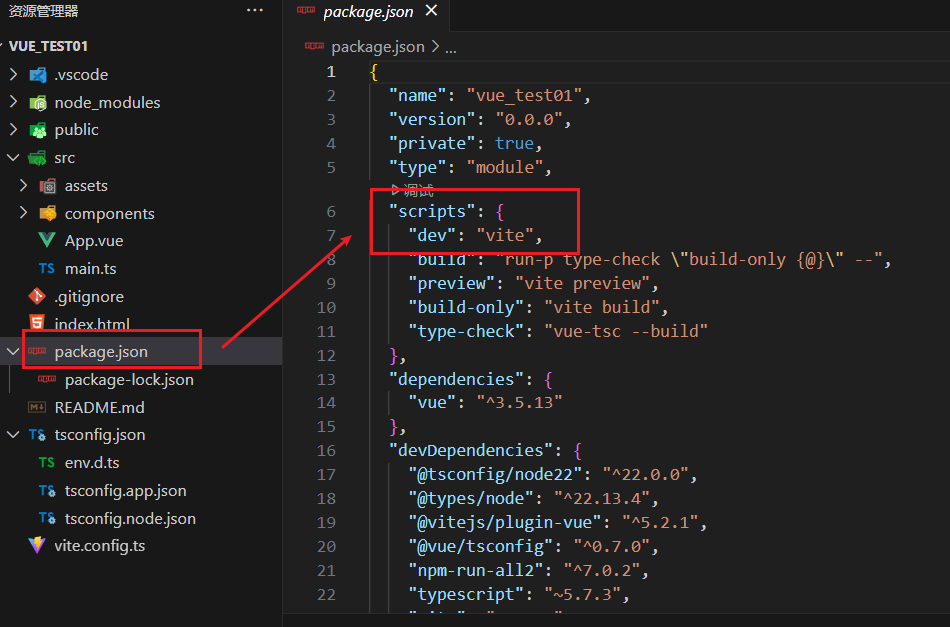 资源管理器
···
VUE_TEST01
.vscode
node_modules
public
src
assets
components
App.vue
TS main.ts
.gitignore
index.html
package.json
package-lock.json
README.md
TS tsconfig.json
TS env.d.ts
TS tsconfig.app.json
TS tsconfig.node.json
vite.config.ts
package.json
package.json > ...
1 {
2 "name": "vue_test01",
3 "version": "0.0.0",
4 "private": true,
5 "type": "module",
调试
6 "scripts": {
7 "dev": "vite",
8 "build": "run-p type-check \"build-only {@}\" --",
9 "preview": "vite preview",
10 "build-only": "vite build",
11 "type-check": "vue-tsc --build"
12 },
13 "dependencies": {
14 "vue": "^3.5.13"
15 },
16 "devDependencies": {
17 "@tsconfig/node22": "^22.0.0",
18 "@types/node": "^22.13.4",
19 "@vitejs/plugin-vue": "^5.2.1",
20 "@vue/tsconfig": "^0.7.0",
21 "npm-run-all2": "^7.0.2",
22 "typescript": "~5.7.3",